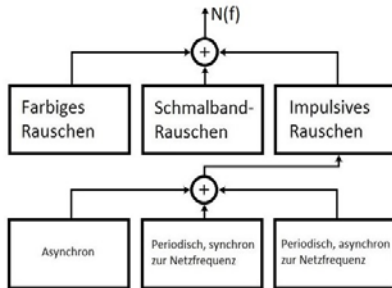 N(f)
+
Farbiges
Rauschen
Schmalband-
Rauschen
Impulsives
Rauschen
+
Asynchron
Periodisch, synchron
zur Netzfrequenz
Periodisch, asynchron
zur Netzfrequenz